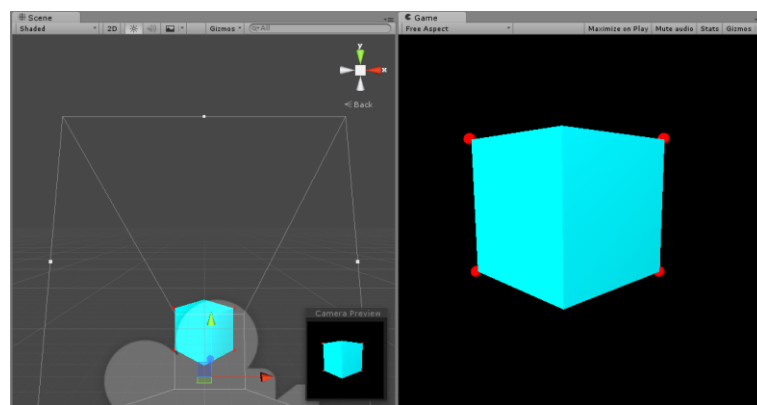 Scene
Shaded 2D Gizmos All
y
x
Back
Camera Preview
Game
Free Aspect Maximize on Play Mute audio Stats Gizmos